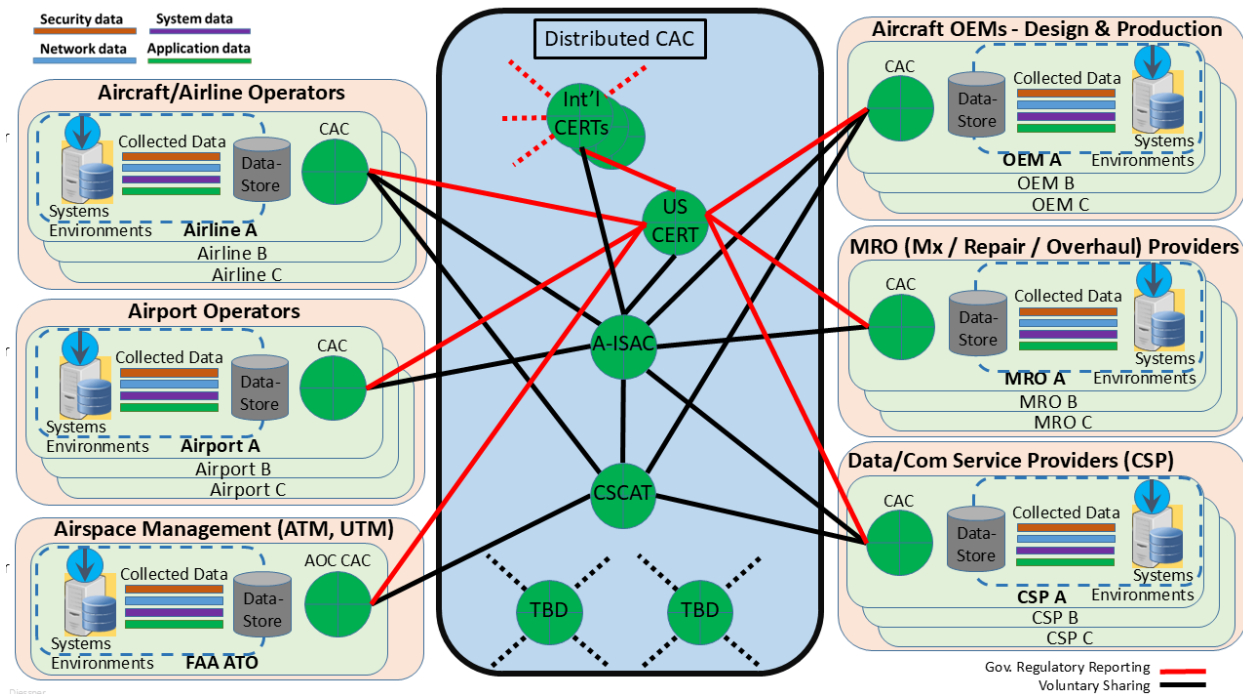 Security data
System data
Network data
Application data
Aircraft/Airline Operators
Collected Data
CAC
Data-
Store
Systems
Environments
Airline A
Airline B
Airline C
Airport Operators
Collected Data
CAC
Data-
Store
Systems
Environments
Airport A
Airport B
Airport C
Airspace Management (ATM, UTM)
Collected Data
AOC CAC
Data-
Store
Systems
Environments
FAA ATO
Distributed CAC
Int'l
CERTs
US
CERT
A-ISAC
CSCAT
TBD
TBD
Aircraft OEMs - Design & Production
CAC
Collected Data
Data-
Store
Systems
Environments
OEM A
OEM B
OEM C
MRO (Mx / Repair / Overhaul) Providers
CAC
Collected Data
Data-
Store
Systems
Environments
MRO A
MRO B
MRO C
Data/Com Service Providers (CSP)
CAC
Collected Data
Data-
Store
Systems
Environments
CSP A
CSP B
CSP C
Gov. Regulatory Reporting
Voluntary Sharing